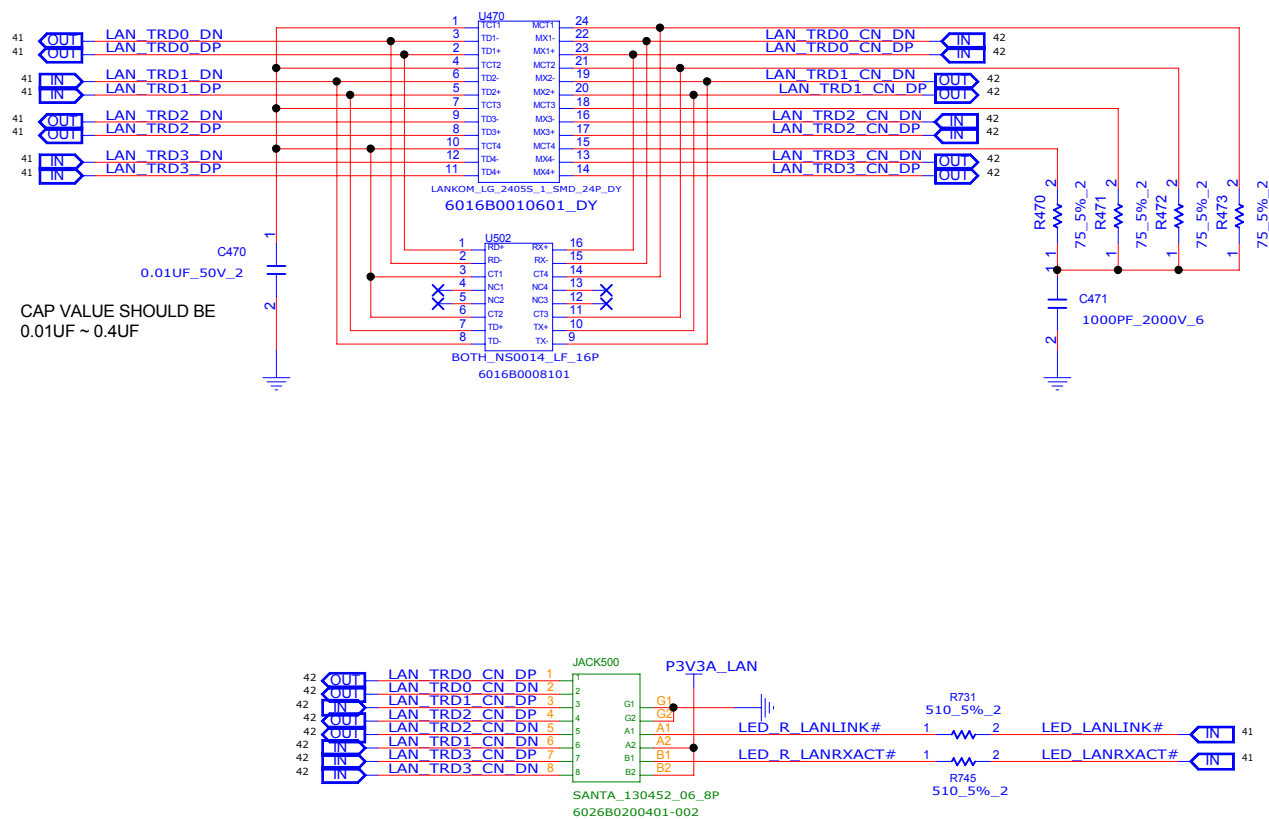 U470
1 TCT1 MCT1 24
41 OUT LAN_TRD0_DN 3 TD1- MX1- 22 LAN_TRD0_CN_DN IN 42
41 OUT LAN_TRD0_DP 2 TD1+ MX1+ 23 LAN_TRD0_CN_DP IN 42
4 TCT2 MCT2 21
41 IN LAN_TRD1_DN 6 TD2- MX2- 19 LAN_TRD1_CN_DN OUT 42
41 IN LAN_TRD1_DP 5 TD2+ MX2+ 20 LAN_TRD1_CN_DP OUT 42
7 TCT3 MCT3 18
41 OUT LAN_TRD2_DN 9 TD3- MX3- 16 LAN_TRD2_CN_DN IN 42
41 OUT LAN_TRD2_DP 8 TD3+ MX3+ 17 LAN_TRD2_CN_DP IN 42
10 TCT4 MCT4 15
41 IN LAN_TRD3_DN 12 TD4- MX4- 13 LAN_TRD3_CN_DN OUT 42
41 IN LAN_TRD3_DP 11 TD4+ MX4+ 14 LAN_TRD3_CN_DP OUT 42
LANKOM_LG_2405S_1_SMD_24P_DY
6016B0010601_DY
2 R470 1 75_5%_2
2 R471 1 75_5%_2
2 R472 1 75_5%_2
2 R473 1 75_5%_2
U502
1 RD+ RX+ 16
2 RD- RX- 15
3 CT1 CT4 14
4 NC1 NC4 13
5 NC2 NC3 12
6 CT2 CT3 11
7 TD+ TX+ 10
8 TD- TX- 9
BOTH_NS0014_LF_16P
6016B0008101
1
C470
0.01UF_50V_2
2
CAP VALUE SHOULD BE
0.01UF ~ 0.4UF
1
C471
1000PF_2000V_6
2
JACK500
P3V3A_LAN
42 OUT LAN_TRD0_CN_DP 1 1
42 OUT LAN_TRD0_CN_DN 2 2
42 IN LAN_TRD1_CN_DP 3 3 G1 G1
42 OUT LAN_TRD2_CN_DP 4 4 G2 G2
42 OUT LAN_TRD2_CN_DN 5 5 A1 A1 LED_R_LANLINK# 1 R731 510_5%_2 2 LED_LANLINK# IN 41
42 IN LAN_TRD1_CN_DN 6 6 A2 A2
42 IN LAN_TRD3_CN_DP 7 7 B1 B1 LED_R_LANRXACT# 1 R745 510_5%_2 2 LED_LANRXACT# IN 41
42 IN LAN_TRD3_CN_DN 8 8 B2 B2
SANTA_130452_06_8P
6026B0200401-002